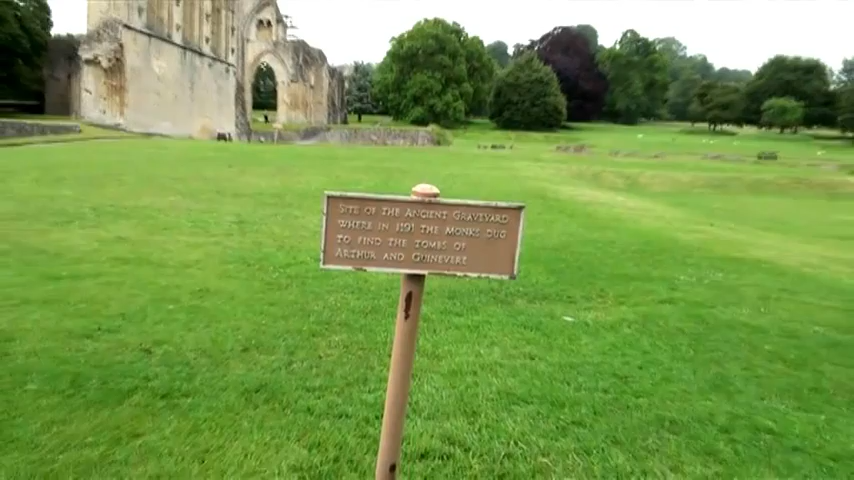 Site of the Ancient Graveyard
where in 1191 the monks dug
to find the tombs of
Arthur and Guinevere